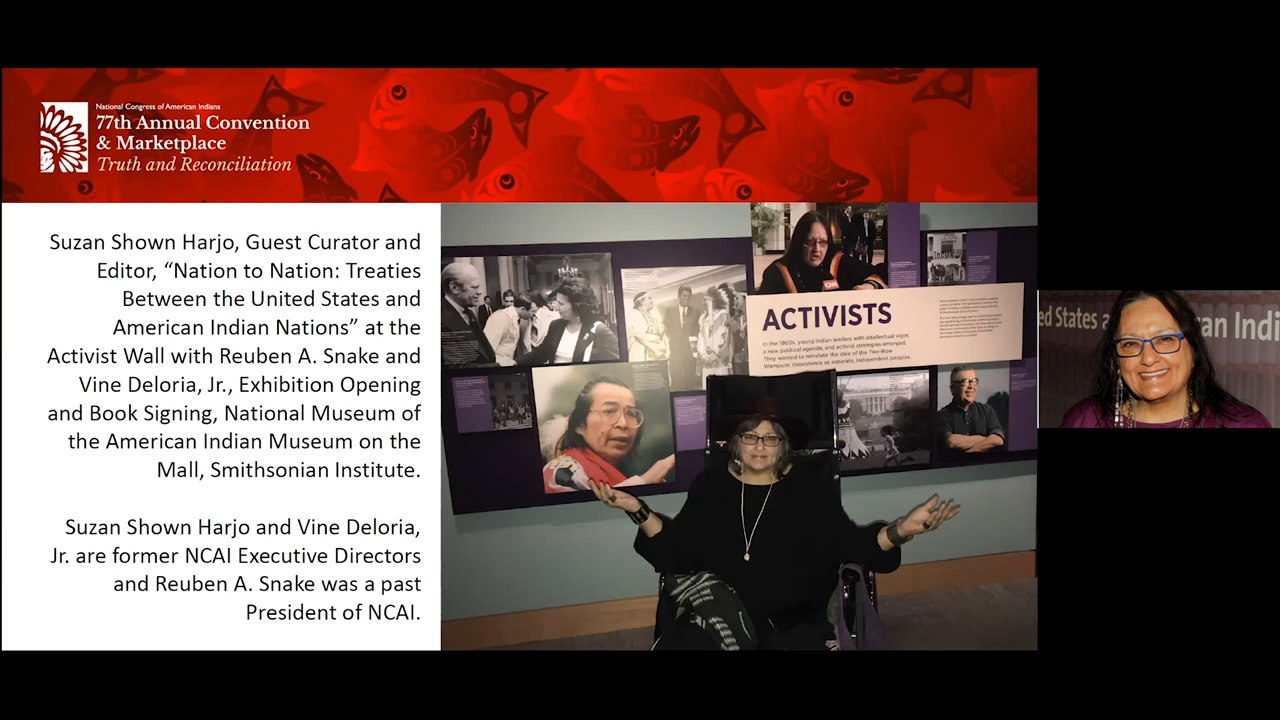 National Congress of American Indians
77th Annual Convention
& Marketplace
Truth and Reconciliation
Suzan Shown Harjo, Guest Curator and
Editor, “Nation to Nation: Treaties
Between the United States and
American Indian Nations” at the
Activist Wall with Reuben A. Snake and
Vine Deloria, Jr., Exhibition Opening
and Book Signing, National Museum of
the American Indian Museum on the
Mall, Smithsonian Institute.
Suzan Shown Harjo and Vine Deloria,
Jr. are former NCAI Executive Directors
and Reuben A. Snake was a past
President of NCAI.
CNN
ACTIVISTS
In the 1960s, young Indian leaders with intellectual vigor,
a new political agenda, and activist strategies emerged.
They wanted to reinstate the idea of the Two-Row
Wampum: coexistence as separate, independent peoples.
ed States a
can Indi